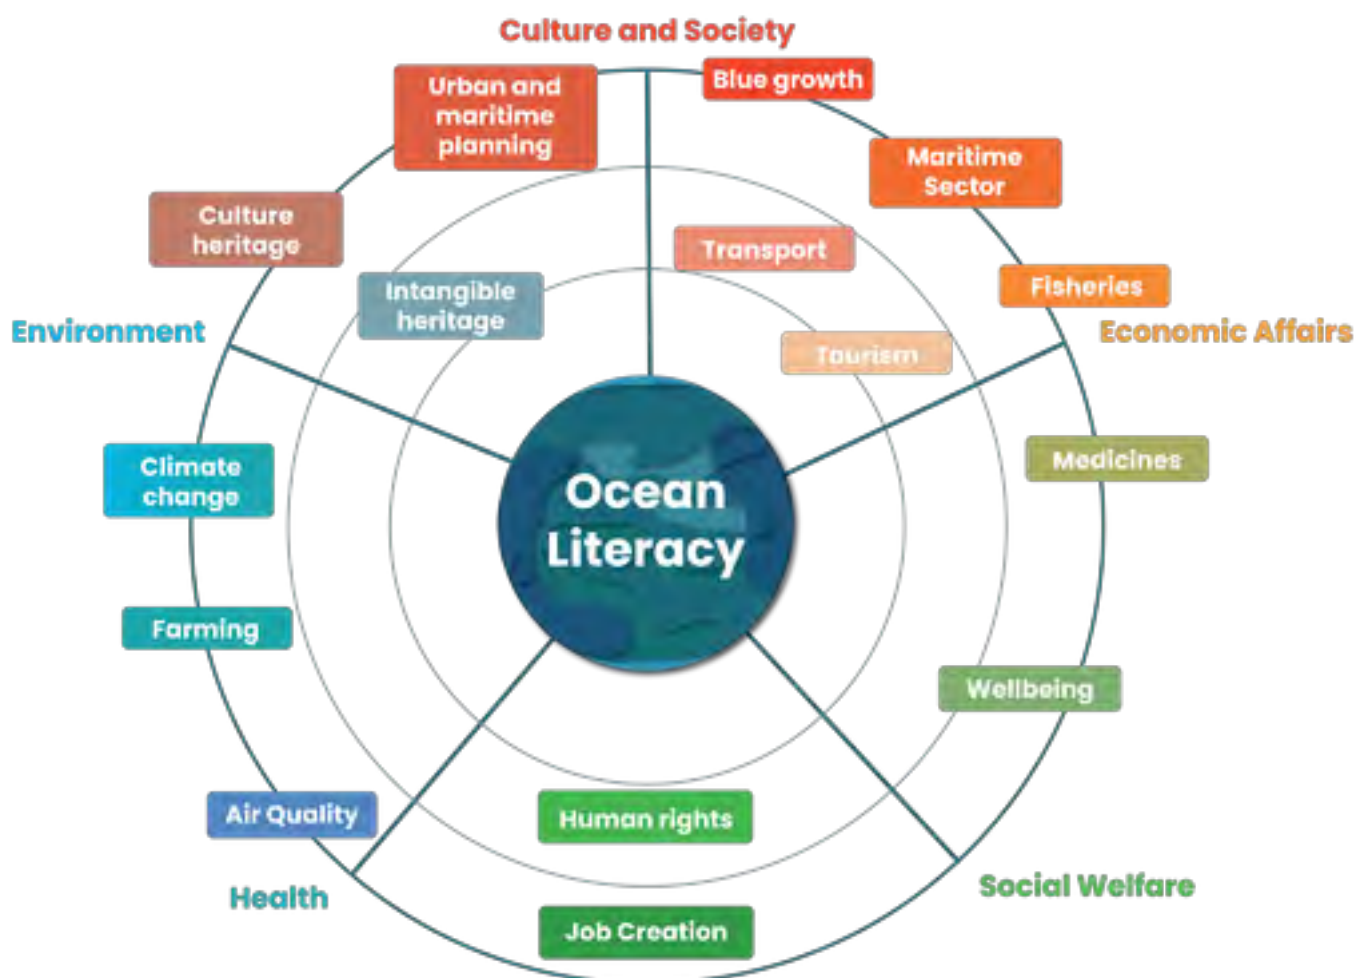 Culture and Society
Blue growth
Urban and
maritime
planning
Maritime
Sector
Culture
heritage
Transport
Fisheries
Intangible
heritage
Environment
Economic Affairs
Tourism
Climate
change
Medicines
Ocean
Literacy
Farming
Wellbeing
Air Quality
Human rights
Health
Social Welfare
Job Creation